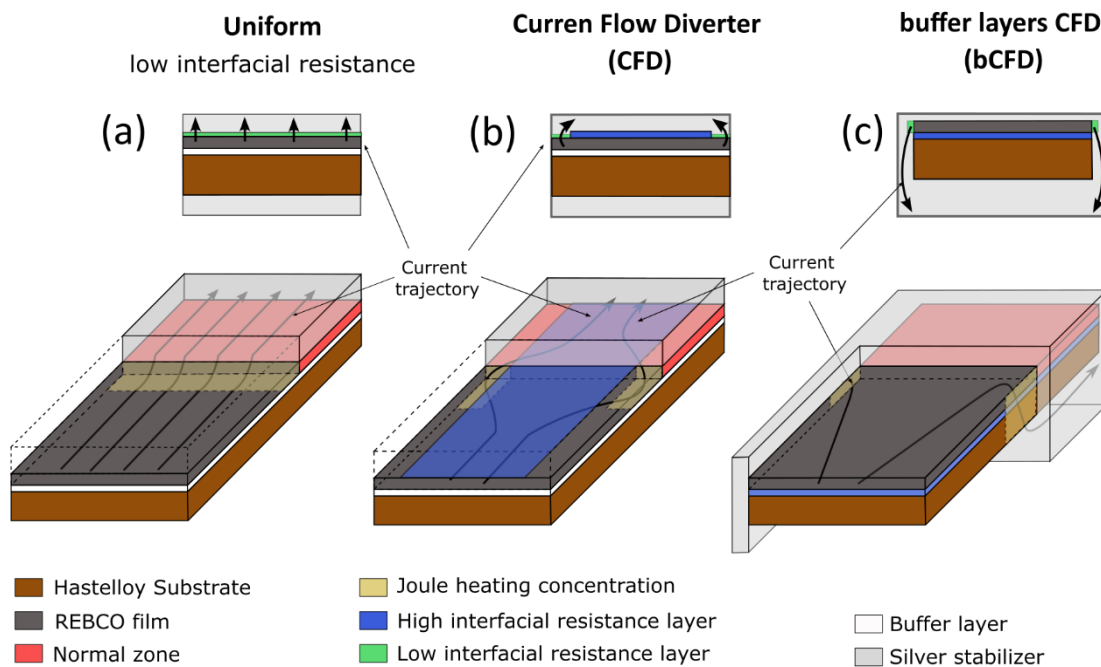 Uniform
low interfacial resistance
Curren Flow Diverter
(CFD)
buffer layers CFD
(bCFD)
(a)
(b)
(c)
Current
trajectory
Current
trajectory
Hastelloy Substrate
REBCO film
Normal zone
Joule heating concentration
High interfacial resistance layer
Low interfacial resistance layer
Buffer layer
Silver stabilizer